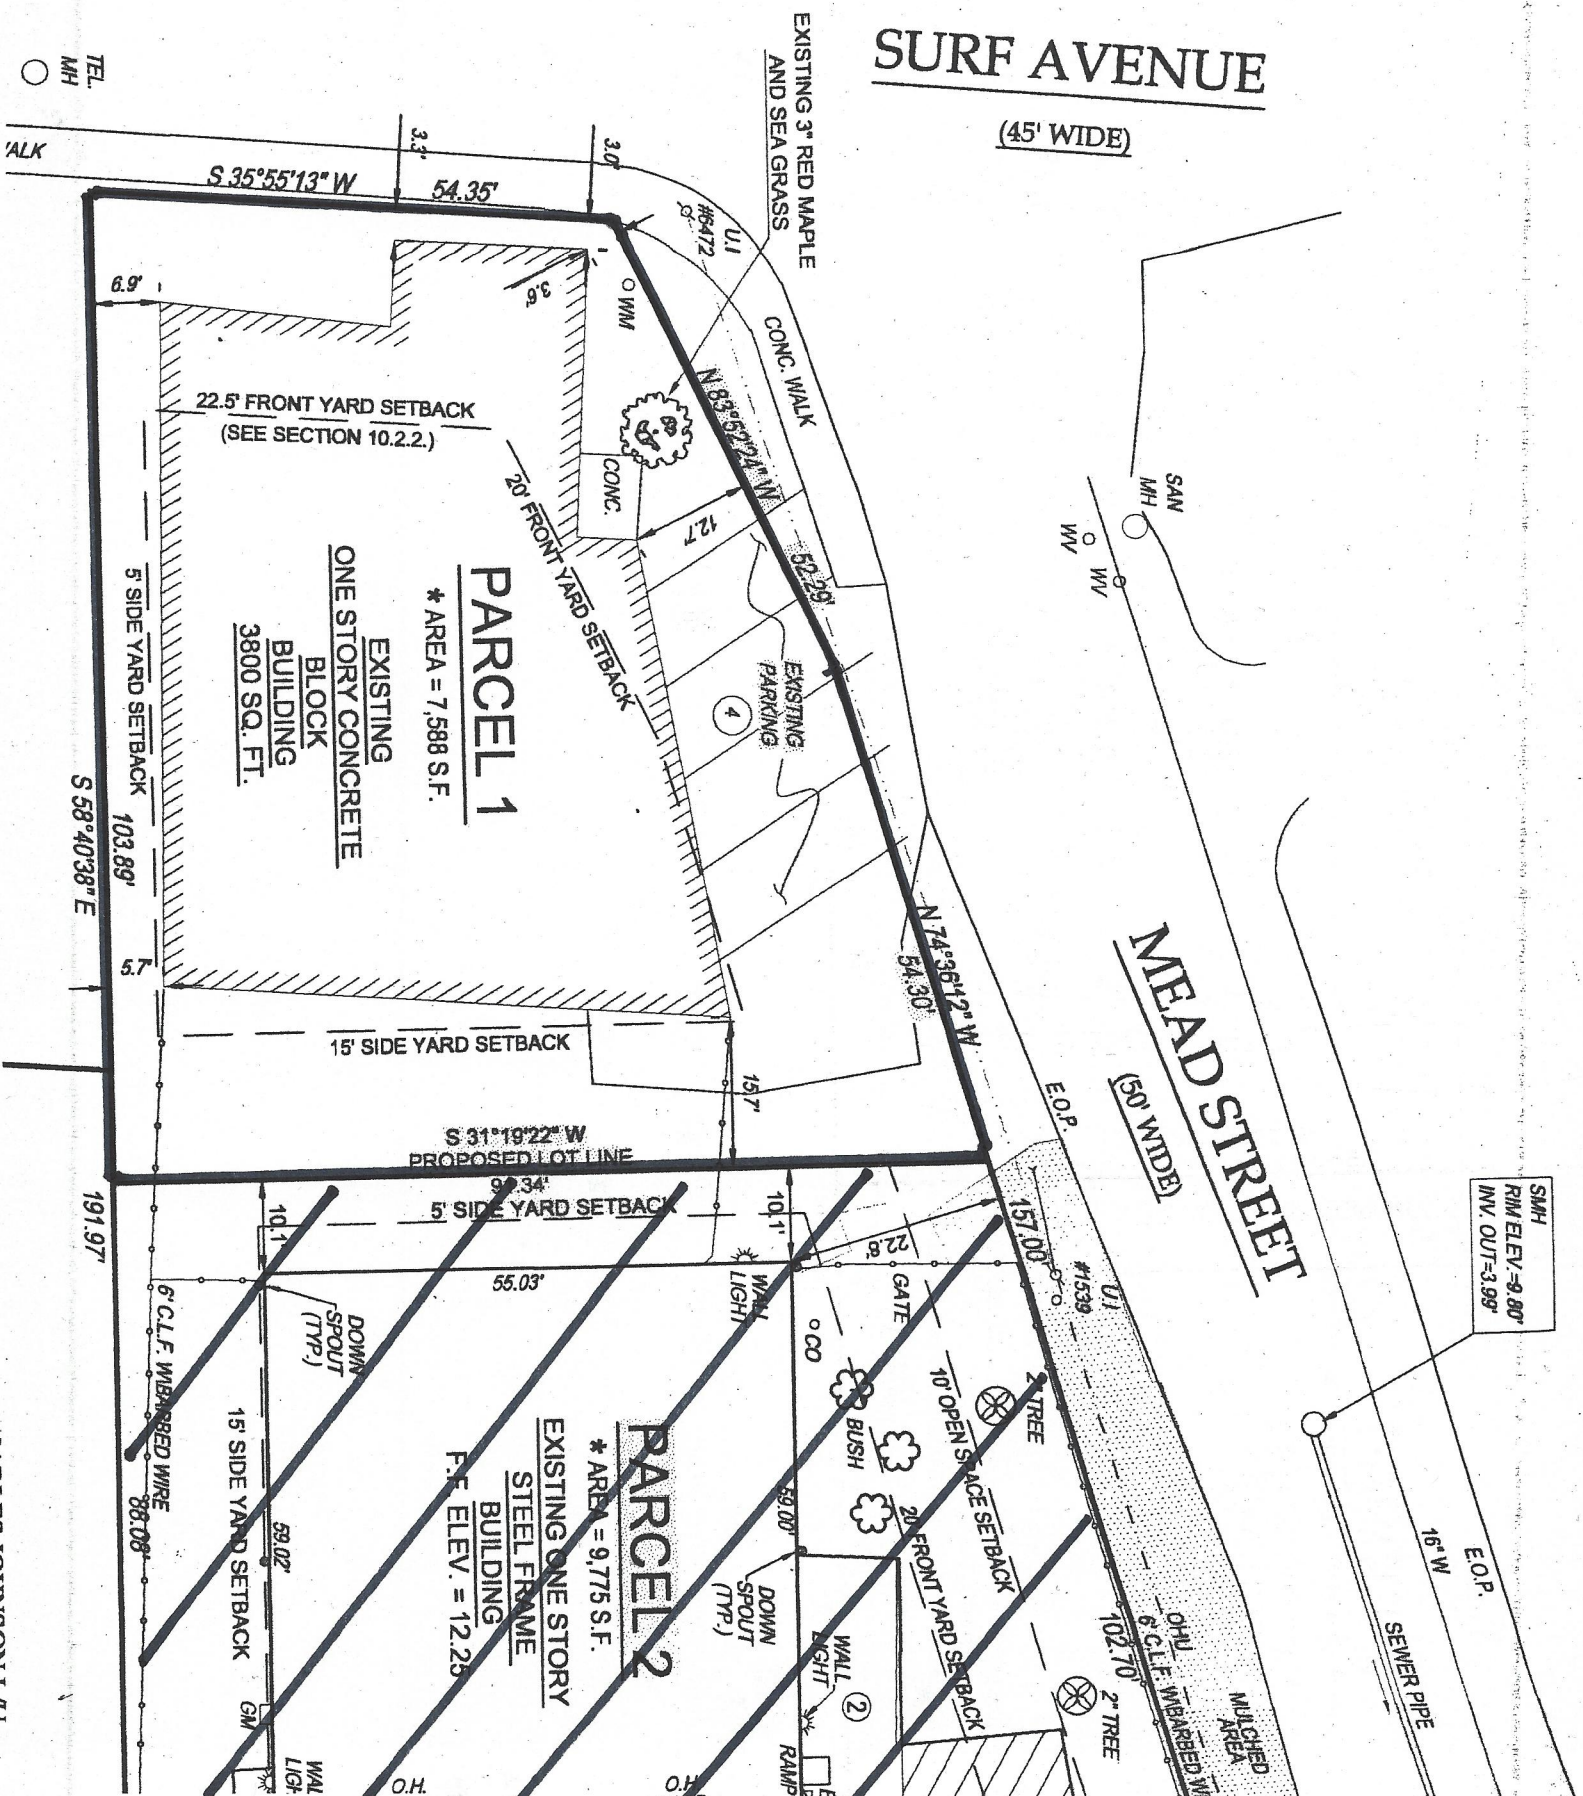 SURF AVENUE
(45' WIDE)
EXISTING 3" RED MAPLE
AND SEA GRASS
TEL.
MH
'ALK
3.3'
3.0'
S 35°55'13" W
54.35'
U.I
#6472
WM
3.6'
6.9'
CONC. WALK
N 83°52'24" W
52.29'
22.5' FRONT YARD SETBACK
(SEE SECTION 10.2.2.)
20' FRONT YARD SETBACK
CONC.
12.7'
SAN
MH
WV
WV
PARCEL 1
* AREA = 7,588 S.F.
EXISTING
ONE STORY CONCRETE
BLOCK
BUILDING
3800 SQ. FT.
EXISTING
PARKING
4
5' SIDE YARD SETBACK
103.89'
S 58°40'38" E
5.7'
N 74°36'12" W
54.30'
MEAD STREET
(50' WIDE)
E.O.P.
15' SIDE YARD SETBACK
15.7'
S 31°19'22" W
PROPOSED LOT LINE
5' SIDE YARD SETBACK
191.97'
10.1'
10.1'
22.8'
157.00'
U.I
#1539
SMH
RIM ELEV.=9.80'
INV. OUT=3.99'
55.03'
WALL
LIGHT
GATE
CO
DOWN
SPOUT
(TYP.)
6' C.L.F. W/BARBED WIRE
88.08'
15' SIDE YARD SETBACK
59.02'
BUSH
2" TREE
10' OPEN SPACE SETBACK
20' FRONT YARD SETBACK
PARCEL 2
* AREA = 9,775 S.F.
EXISTING ONE STORY
STEEL FRAME
BUILDING
F.F. ELEV. = 12.25
59.00'
DOWN
SPOUT
(TYP.)
WALL
LIGHT
2
RAMP
2" TREE
102.70'
OHU
6' C.L.F. W/BARBED W
MULCHED
AREA
16" W
E.O.P.
SEWER PIPE
GM
WAL
LIGH
O.H.
O.H.